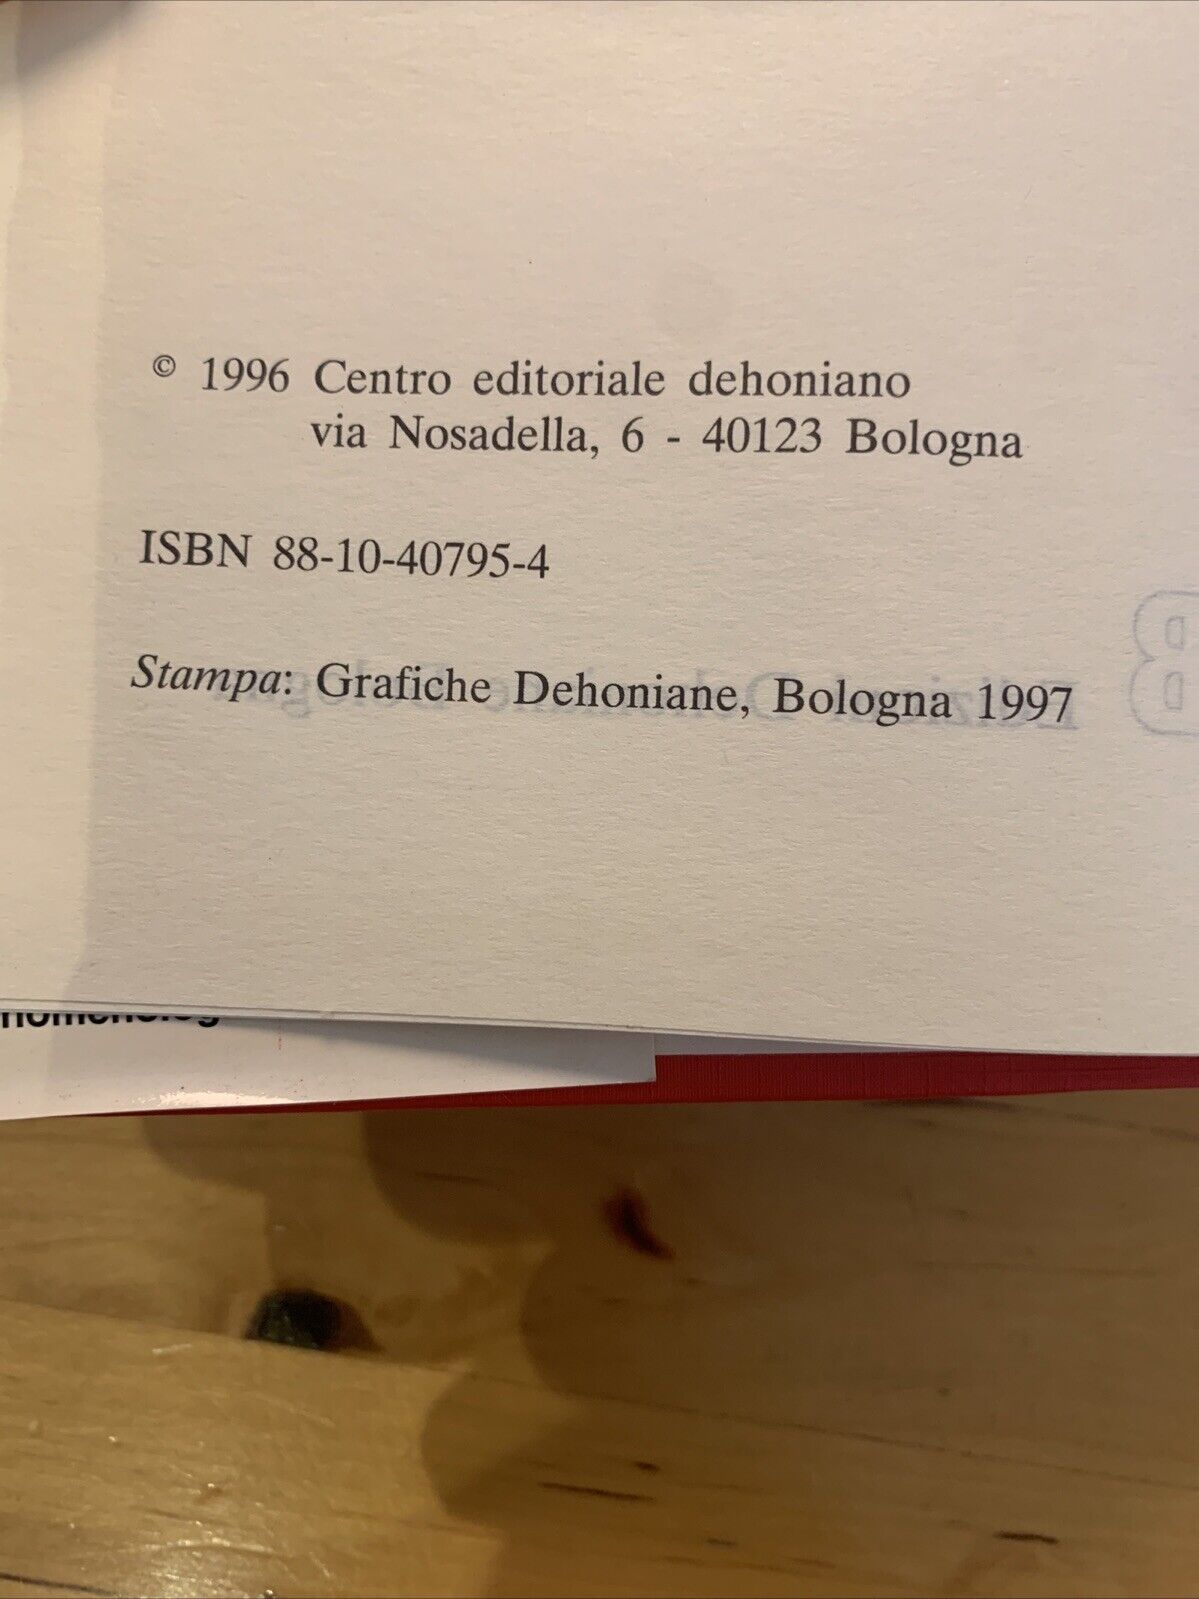 © 1996 Centro editoriale dehoniano
via Nosadella, 6 - 40123 Bologna
ISBN 88-10-40795-4
Stampa: Grafiche Dehoniane, Bologna 1997